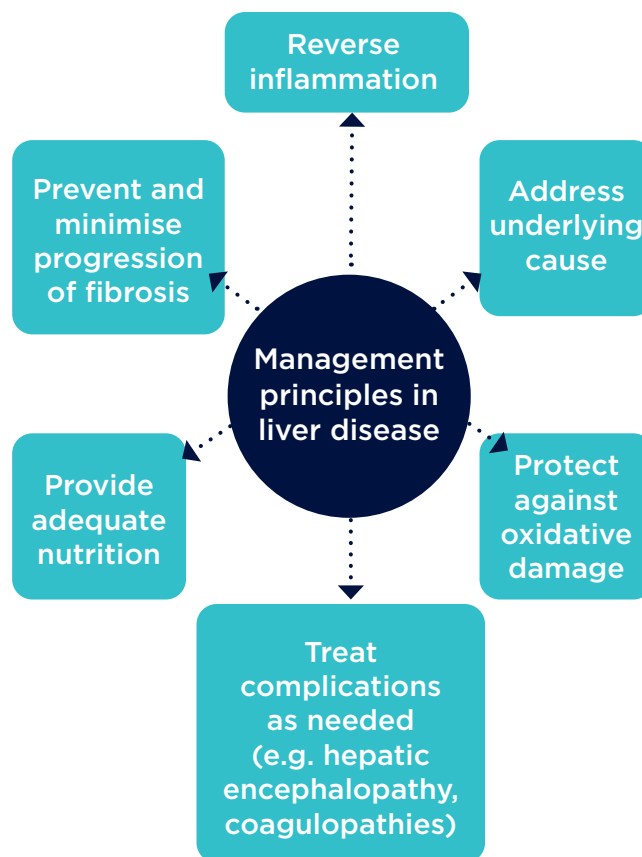 Reverse
inflammation
Prevent and
minimise
progression
of fibrosis
Address
underlying
cause
Management
principles in
liver disease
Provide
adequate
nutrition
Protect
against
oxidative
damage
Treat
complications
as needed
(e.g. hepatic
encephalopathy,
coagulopathies)